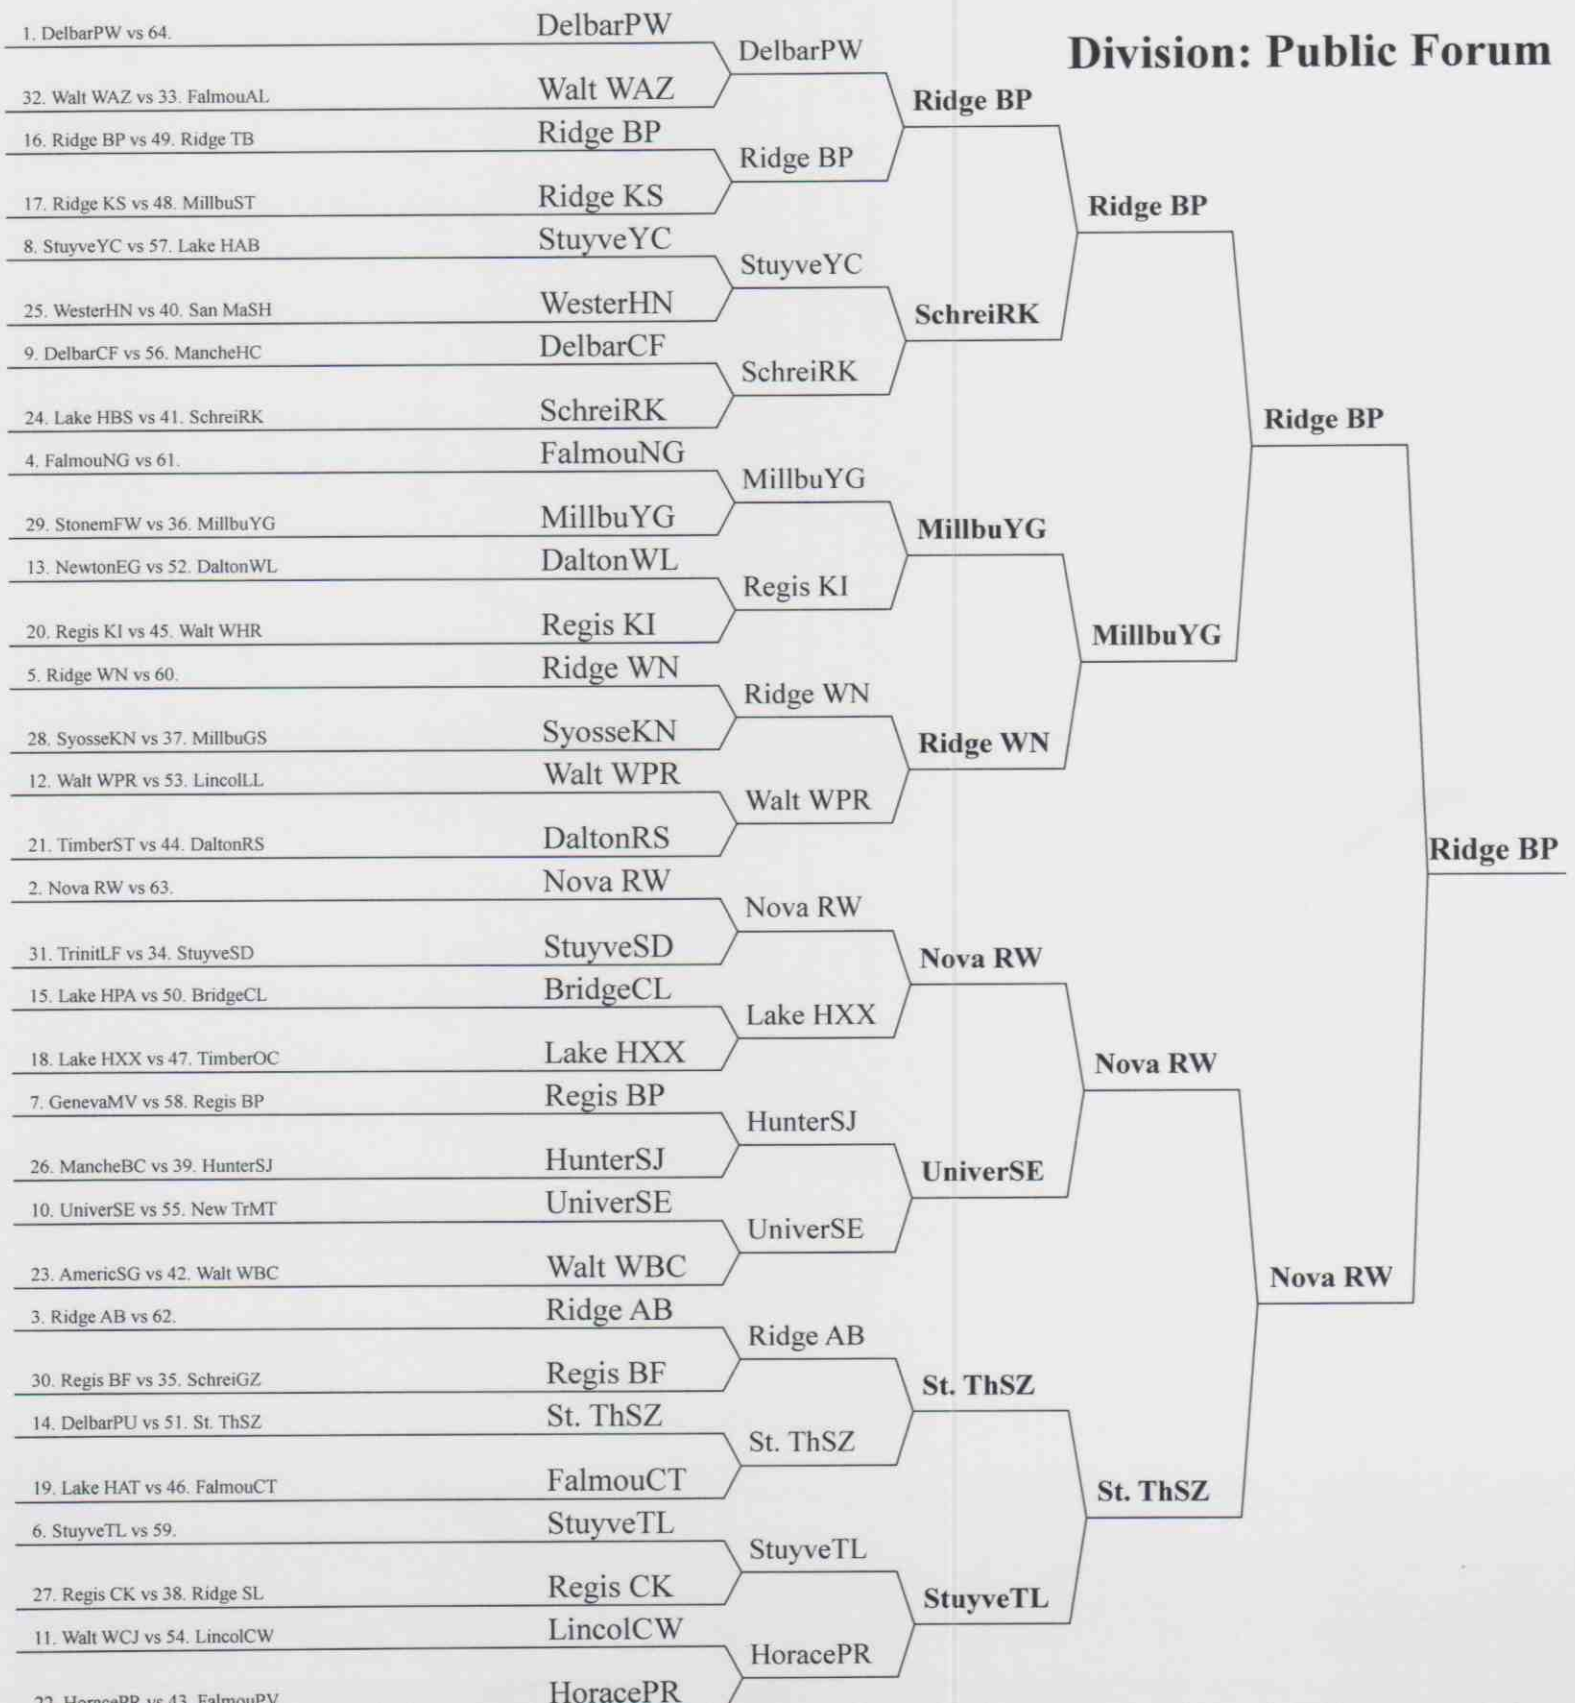 Division: Public Forum
1. DelbarPW vs 64.
32. Walt WAZ vs 33. FalmouAL
16. Ridge BP vs 49. Ridge TB
17. Ridge KS vs 48. MillbuST
8. StuyveYC vs 57. Lake HAB
25. WesterHN vs 40. San MaSH
9. DelbarCF vs 56. MancheHC
24. Lake HBS vs 41. SchreiRK
4. FalmouNG vs 61.
29. StonemFW vs 36. MillbuYG
13. NewtonEG vs 52. DaltonWL
20. Regis KI vs 45. Walt WHR
5. Ridge WN vs 60.
28. SyosseKN vs 37. MillbuGS
12. Walt WPR vs 53. LincolLL
21. TimberST vs 44. DaltonRS
2. Nova RW vs 63.
31. TrinitLF vs 34. StuyveSD
15. Lake HPA vs 50. BridgeCL
18. Lake HXX vs 47. TimberOC
7. GenevaMV vs 58. Regis BP
26. MancheBC vs 39. HunterSJ
10. UniverSE vs 55. New TrMT
23. AmericSG vs 42. Walt WBC
3. Ridge AB vs 62.
30. Regis BF vs 35. SchreiGZ
14. DelbarPU vs 51. St. ThSZ
19. Lake HAT vs 46. FalmouCT
6. StuyveTL vs 59.
27. Regis CK vs 38. Ridge SL
11. Walt WCJ vs 54. LincolCW
22. HoracePR vs 43. FalmouPV
DelbarPW
Walt WAZ
Ridge BP
Ridge KS
StuyveYC
WesterHN
DelbarCF
SchreiRK
FalmouNG
MillbuYG
DaltonWL
Regis KI
Ridge WN
SyosseKN
Walt WPR
DaltonRS
Nova RW
StuyveSD
BridgeCL
Lake HXX
Regis BP
HunterSJ
UniverSE
Walt WBC
Ridge AB
Regis BF
St. ThSZ
FalmouCT
StuyveTL
Regis CK
LincolCW
HoracePR
DelbarPW
Ridge BP
StuyveYC
SchreiRK
MillbuYG
Regis KI
Ridge WN
Walt WPR
Nova RW
Lake HXX
HunterSJ
UniverSE
Ridge AB
St. ThSZ
StuyveTL
HoracePR
Ridge BP
SchreiRK
MillbuYG
Ridge WN
Nova RW
UniverSE
St. ThSZ
StuyveTL
Ridge BP
MillbuYG
Nova RW
St. ThSZ
Ridge BP
Nova RW
Ridge BP